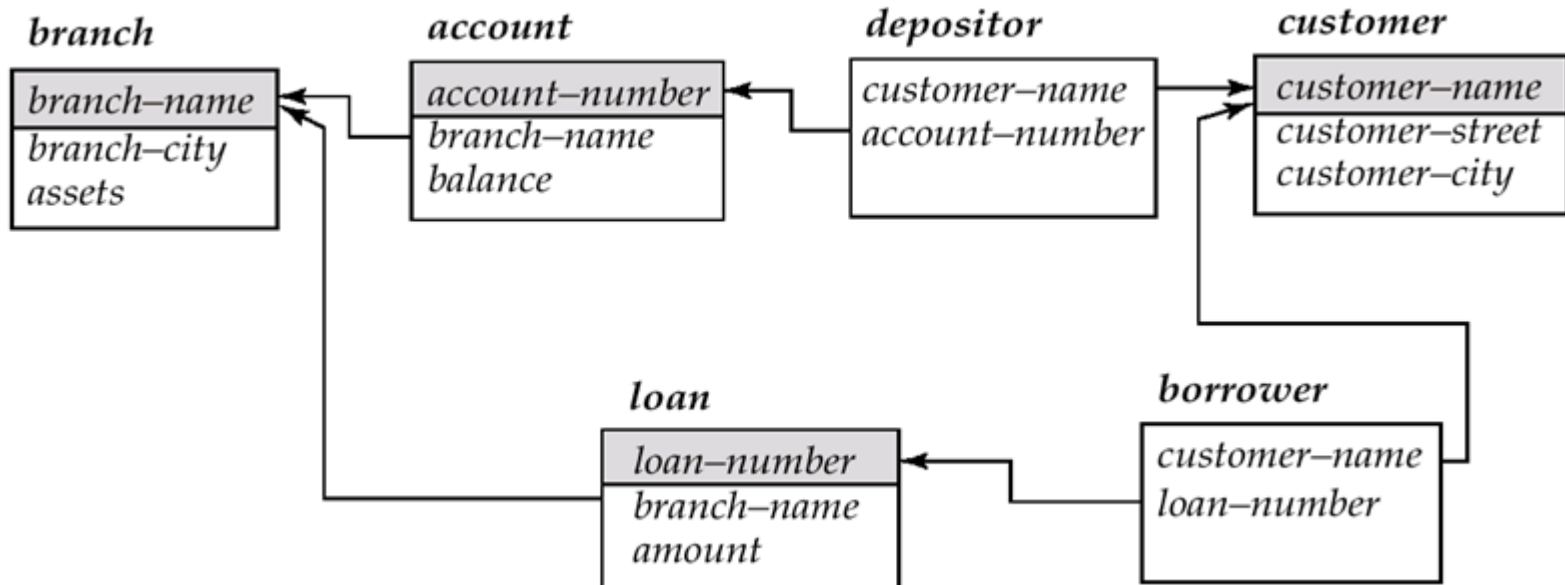 branch
branch–name
branch–city
assets
account
account–number
branch–name
balance
depositor
customer–name
account–number
customer
customer–name
customer–street
customer–city
loan
loan–number
branch–name
amount
borrower
customer–name
loan–number